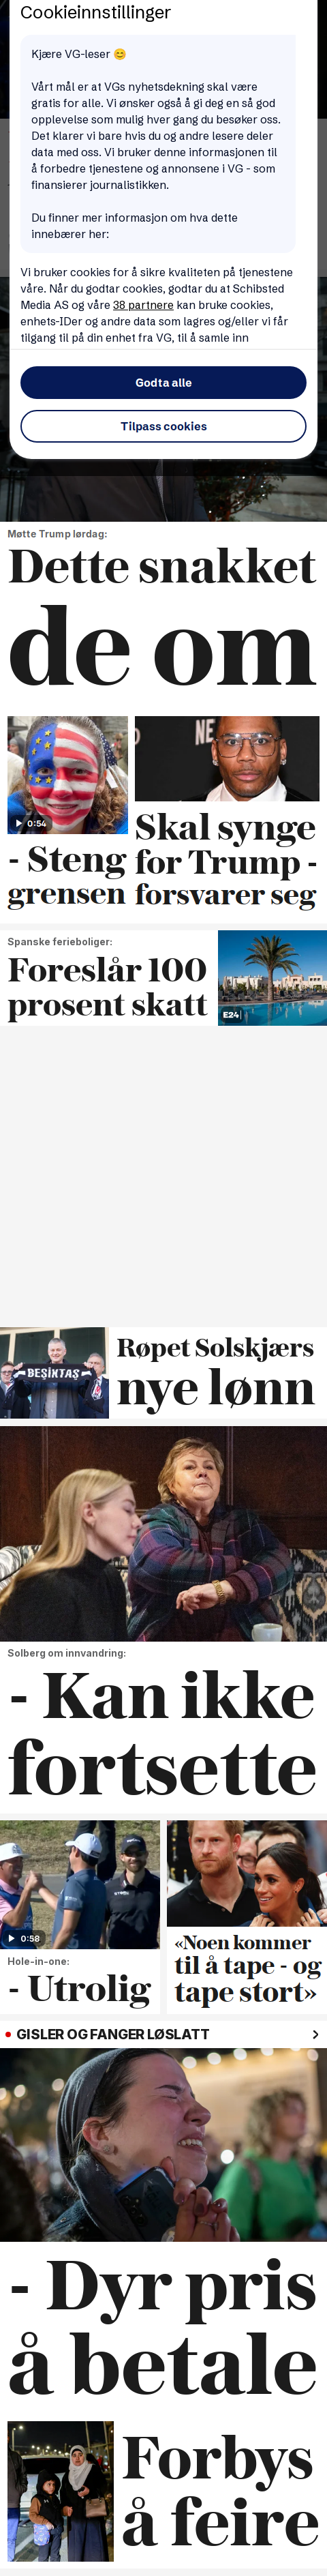 Cookieinnstillinger
Kjære VG-leser 😊
Vårt mål er at VGs nyhetsdekning skal være
gratis for alle. Vi ønsker også å gi deg en så god
opplevelse som mulig hver gang du besøker oss.
Det klarer vi bare hvis du og andre lesere deler
data med oss. Vi bruker denne informasjonen til
å forbedre tjenestene og annonsene i VG - som
finansierer journalistikken.
Du finner mer informasjon om hva dette
innebærer her:
Vi bruker cookies for å sikre kvaliteten på tjenestene
våre. Når du godtar cookies, godtar du at Schibsted
Media AS og våre 38 partnere kan bruke cookies,
enhets-IDer og andre data som lagres og/eller vi får
tilgang til på din enhet fra VG, til å samle inn
Godta alle
Tilpass cookies
Møtte Trump lørdag:
Dette snakket
de om
0:54
- Steng
grensen
NE
Skal synge
for Trump -
forsvarer seg
Spanske ferieboliger:
Foreslår 100
prosent skatt
E24
BEŞİKTAŞ
Røpet Solskjærs
nye lønn
Solberg om innvandring:
- Kan ikke
fortsette
0:58
Hole-in-one:
- Utrolig
«Noen kommer
til å tape - og
tape stort»
GISLER OG FANGER LØSLATT
- Dyr pris
å betale
Forbys
å feire